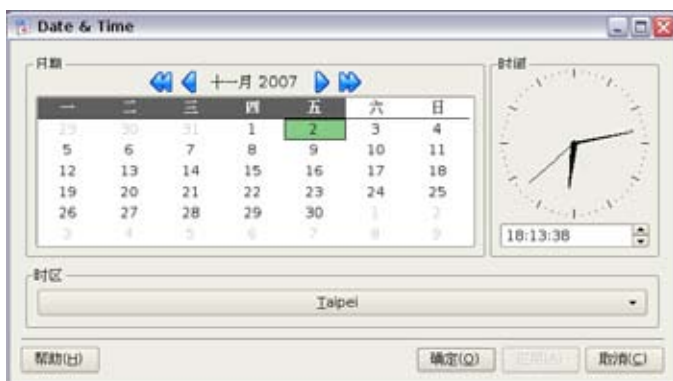 Date & Time
日期
时间
十一月 2007
一 二 三 四 五 六 日
29 30 31 1 2 3 4
5 6 7 8 9 10 11
12 13 14 15 16 17 18
19 20 21 22 23 24 25
26 27 28 29 30 1 2
3 4 5 6 7 8 9
18:13:38
时区
Taipei
帮助(H) 确定(O) 应用(A) 取消(C)